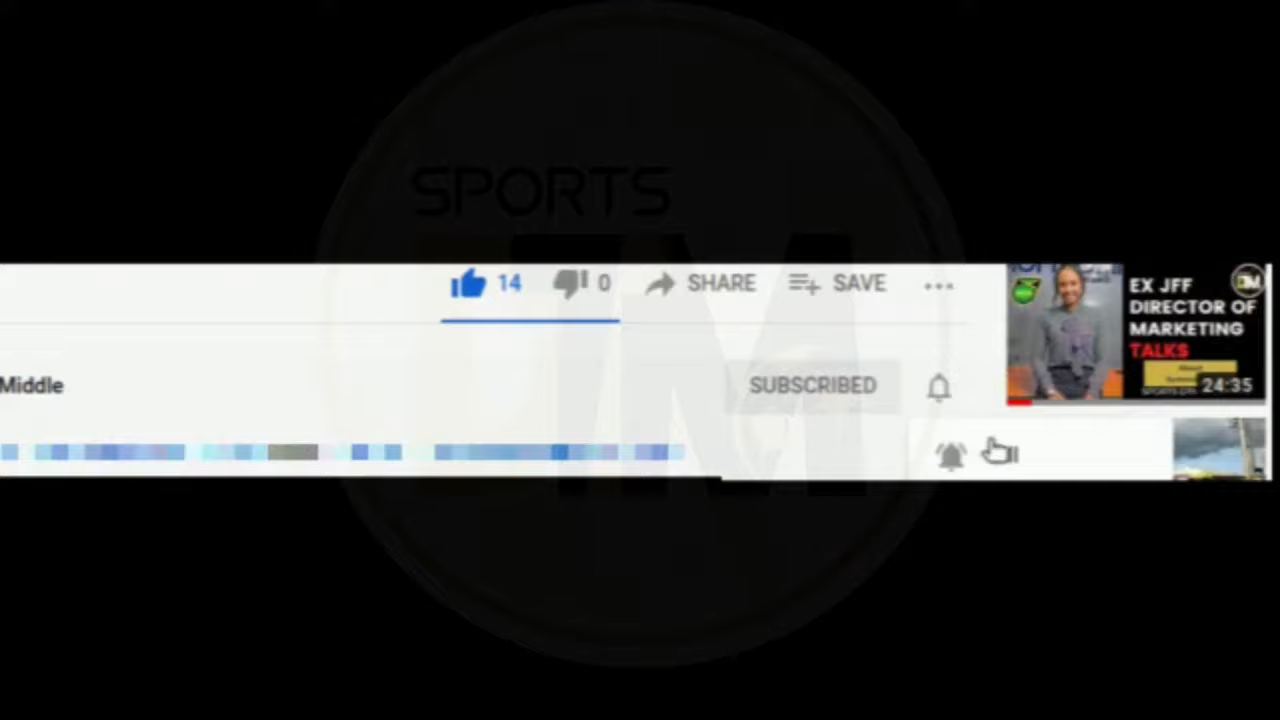 SPORTS
14 0 SHARE SAVE
EX JFF
DIRECTOR OF
MARKETING
TALKS
24:35
Middle
SUBSCRIBED